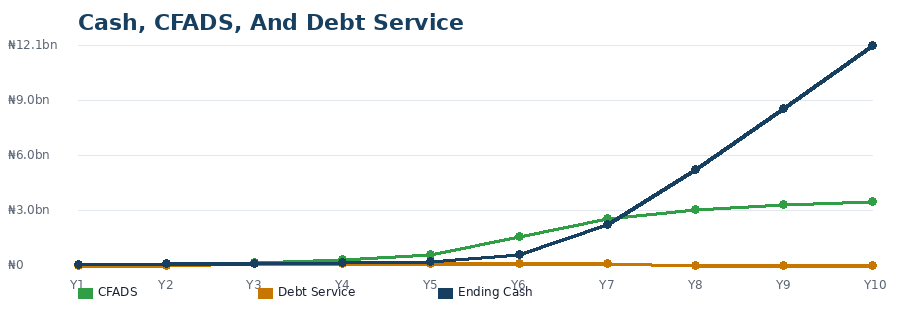 Cash, CFADS, And Debt Service
₦12.1bn
₦9.0bn
₦6.0bn
₦3.0bn
₦0
Y1 Y2 Y3 Y4 Y5 Y6 Y7 Y8 Y9 Y10
CFADS Debt Service Ending Cash